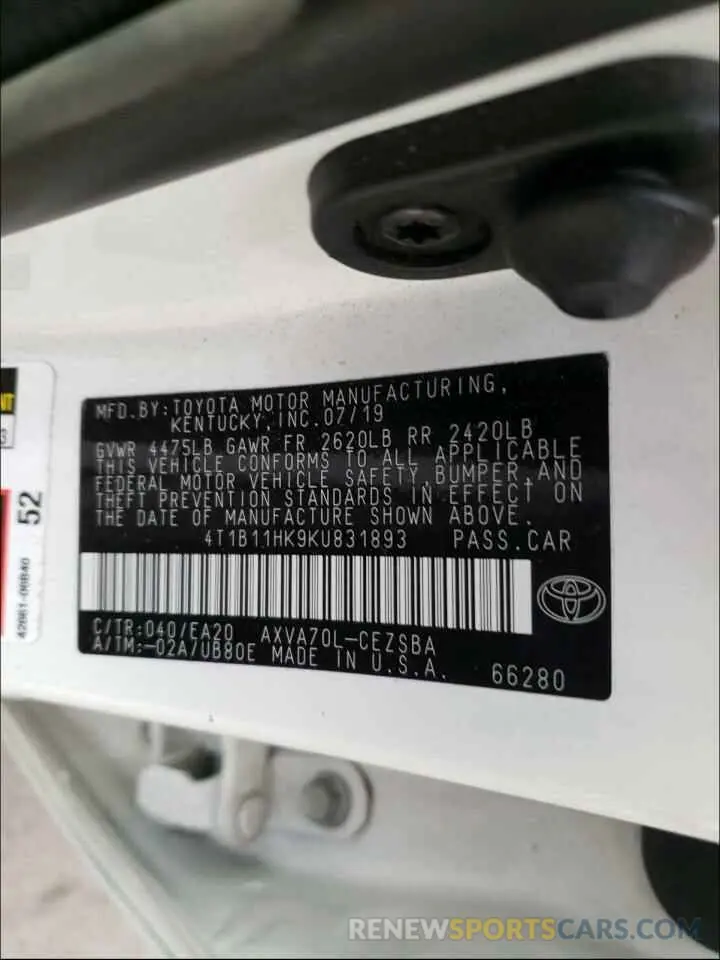 MFD.BY:TOYOTA MOTOR MANUFACTURING,
KENTUCKY,INC.07/19
GVWR 4475LB GAWR FR 2620LB RR 2420LB
THIS VEHICLE CONFORMS TO ALL APPLICABLE
FEDERAL MOTOR VEHICLE SAFETY,BUMPER,AND
THEFT PREVENTION STANDARDS IN EFFECT ON
THE DATE OF MANUFACTURE SHOWN ABOVE.
4T1B11HK9KU831893 PASS.CAR
C/TR:040/EA20 AXVA70L-CEZSBA
A/TM:-02A/UB80E MADE IN U.S.A.
66280
52
RENEWSPORTSCARS.COM